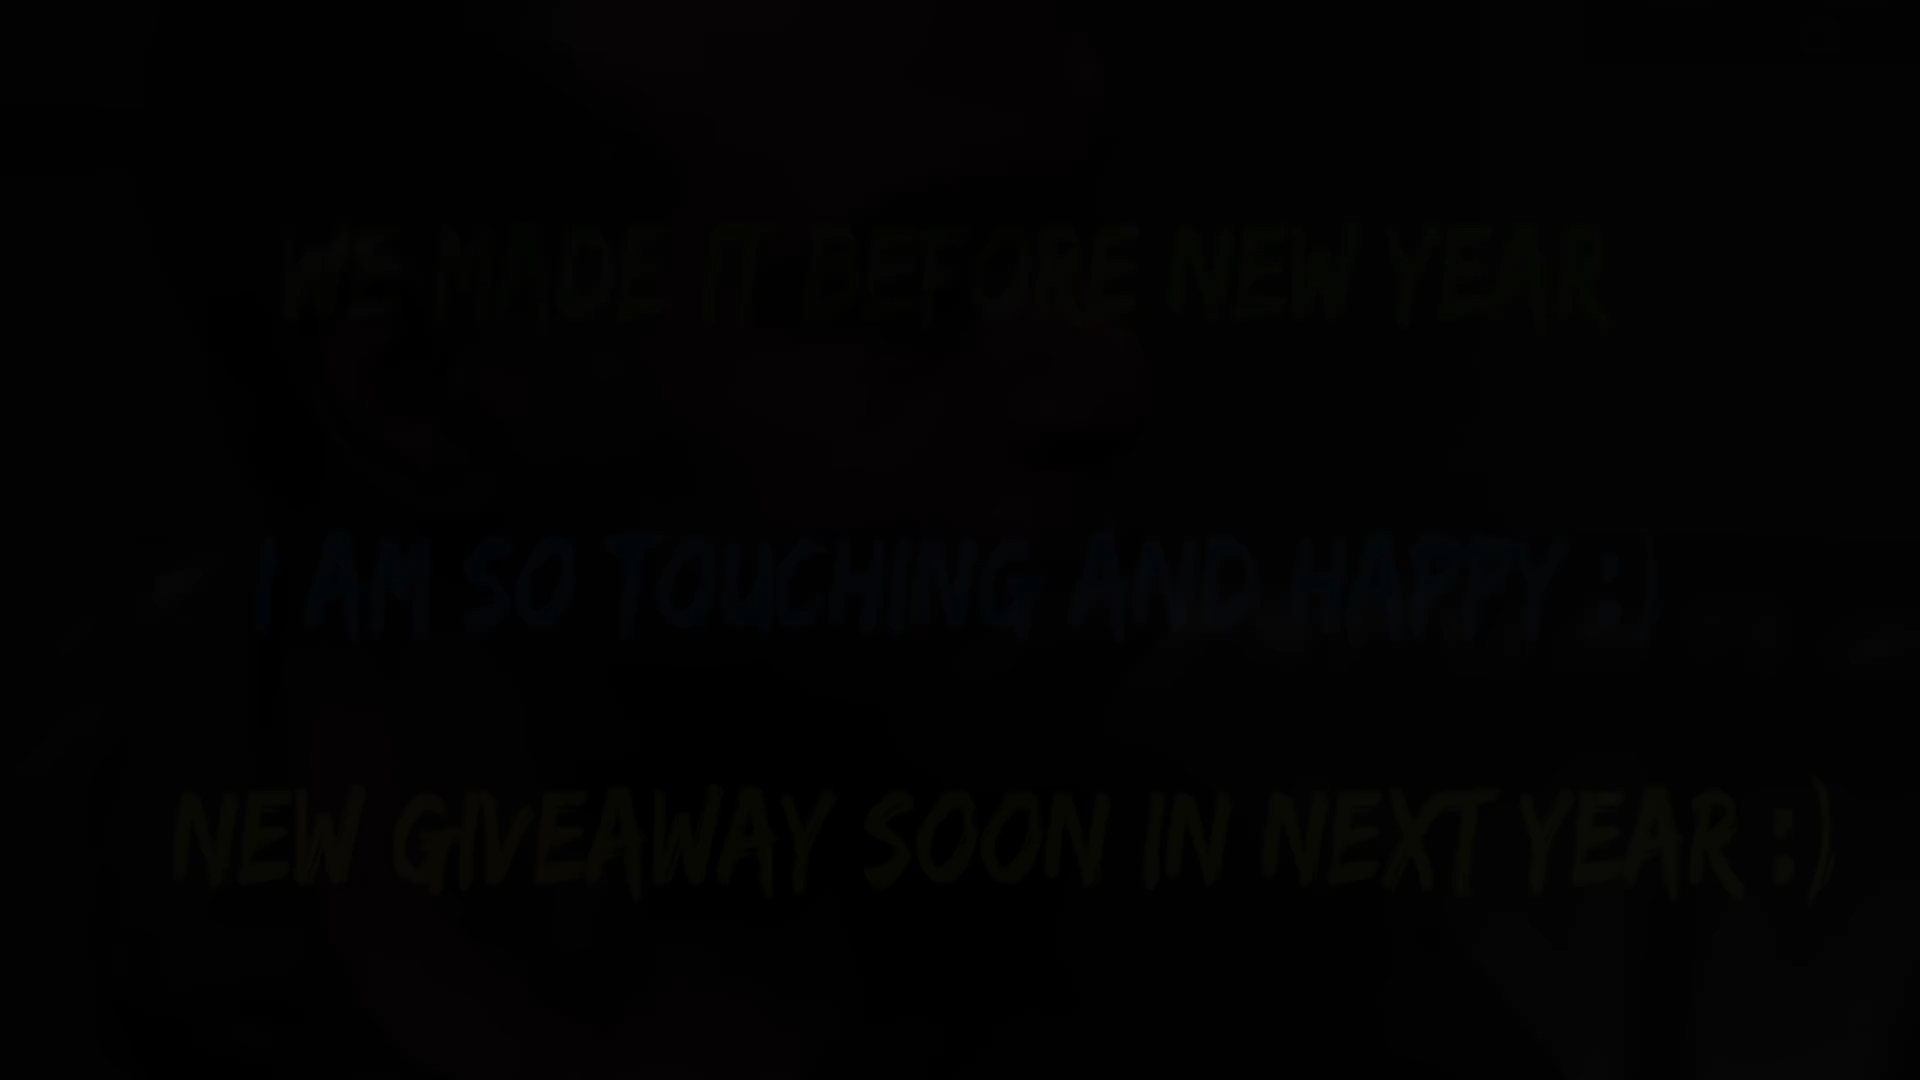 WE MADE IT BEFORE NEW YEAR
I AM SO TOUCHING AND HAPPY :)
NEW GIVEAWAY SOON IN NEXT YEAR :)